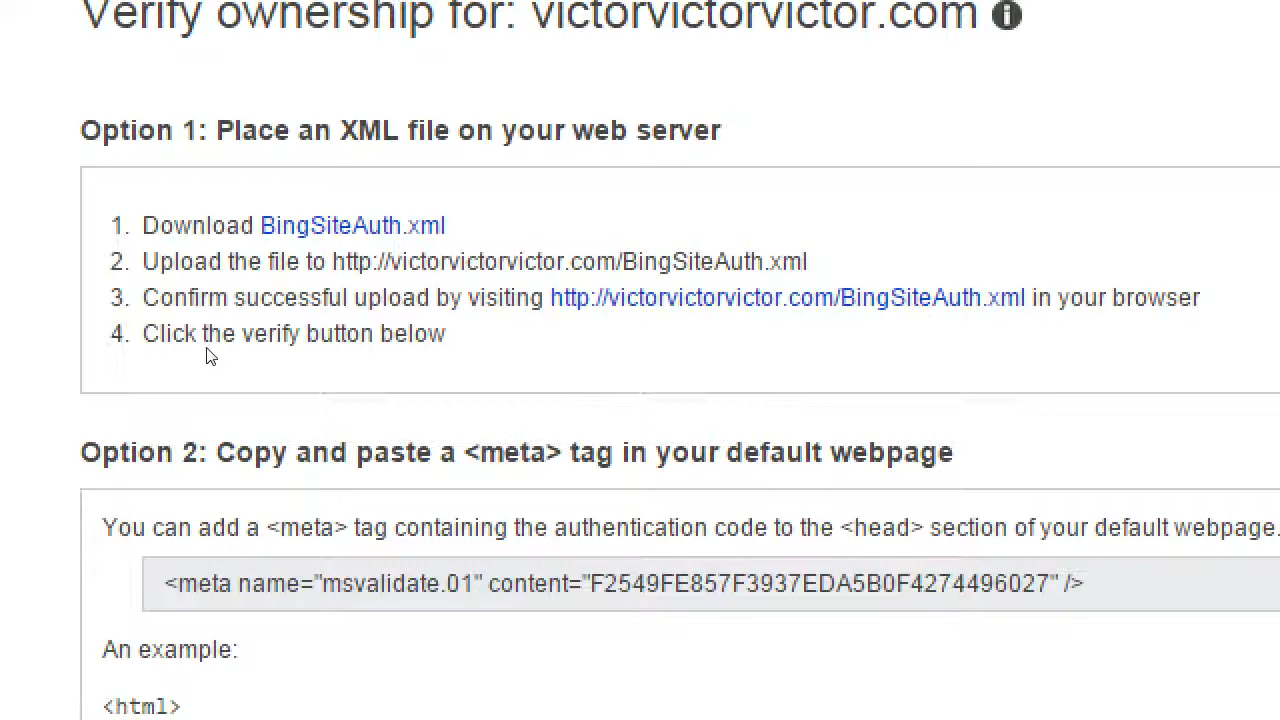 Verify ownership for: victorvictorvictor.com
Option 1: Place an XML file on your web server
1. Download BingSiteAuth.xml
2. Upload the file to http://victorvictorvictor.com/BingSiteAuth.xml
3. Confirm successful upload by visiting http://victorvictorvictor.com/BingSiteAuth.xml in your browser
4. Click the verify button below
Option 2: Copy and paste a <meta> tag in your default webpage
You can add a <meta> tag containing the authentication code to the <head> section of your default webpage.
<meta name="msvalidate.01" content="F2549FE857F3937EDA5B0F4274496027" />
An example:
<html>